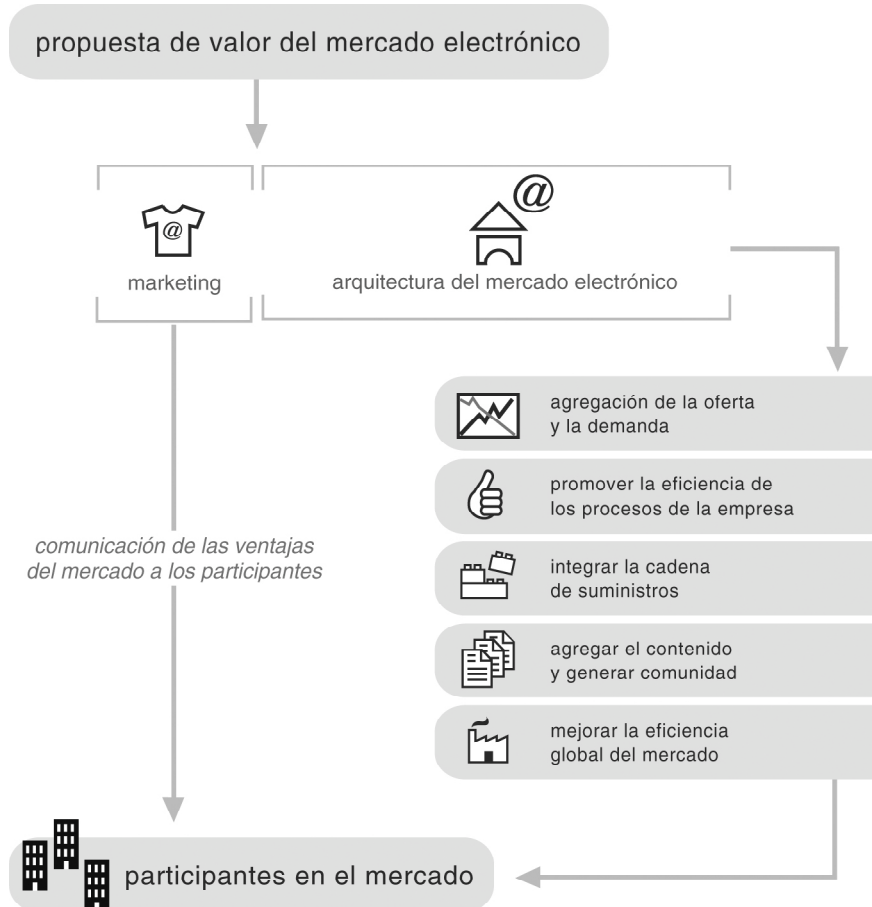 propuesta de valor del mercado electrónico
@
@
marketing
arquitectura del mercado electrónico
agregación de la oferta
y la demanda
promover la eficiencia de
los procesos de la empresa
comunicación de las ventajas
del mercado a los participantes
integrar la cadena
de suministros
agregar el contenido
y generar comunidad
mejorar la eficiencia
global del mercado
participantes en el mercado